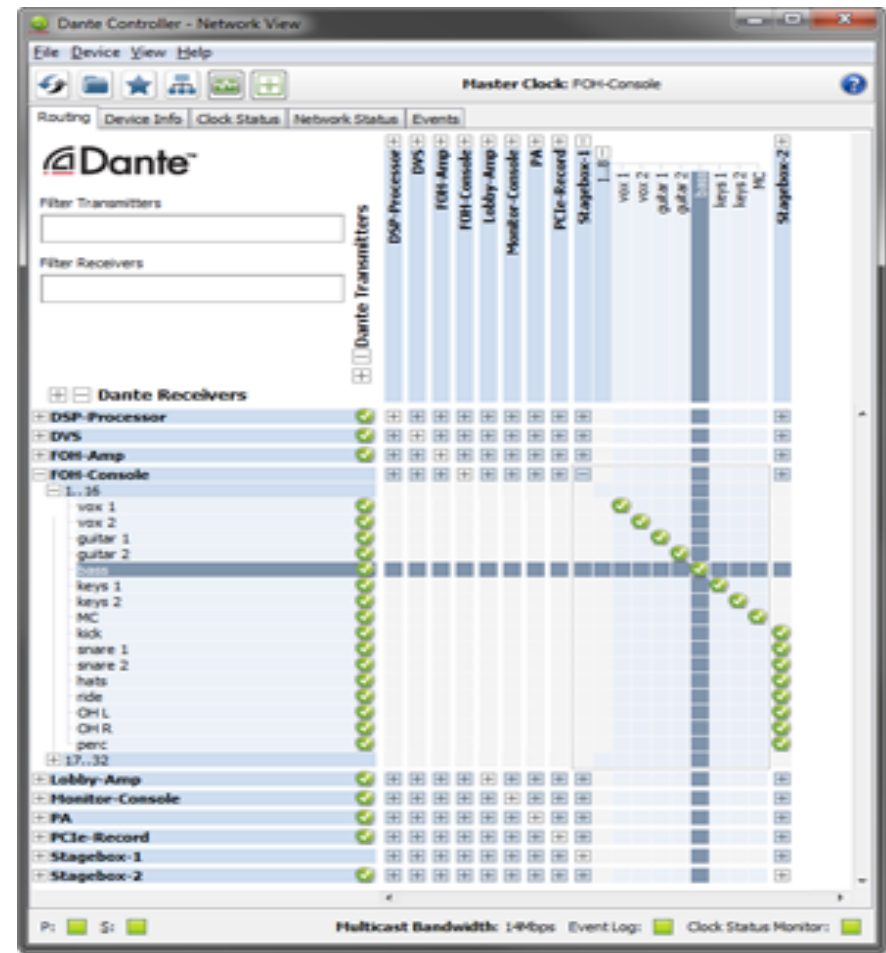 Dante Controller - Network View
File Device View Help
Master Clock: FOH-Console
?
Routing Device Info Clock Status Network Status Events
Dante™
Filter Transmitters
Filter Receivers
Dante Transmitters
DSP-Processor
DVS
FOH-Amp
FOH-Console
Lobby-Amp
Monitor-Console
PA
PCIe-Record
Stagebox-1
1..8
vox 1
vox 2
guitar 1
guitar 2
bass
keys 1
keys 2
MC
Stagebox-2
Dante Receivers
DSP-Processor
DVS
FOH-Amp
FOH-Console
1..16
vox 1
vox 2
guitar 1
guitar 2
bass
keys 1
keys 2
MC
kick
snare 1
snare 2
hats
ride
OH L
OH R
perc
17..32
Lobby-Amp
Monitor-Console
PA
PCIe-Record
Stagebox-1
Stagebox-2
P: S: Multicast Bandwidth: 14Mbps Event Log: Clock Status Monitor: